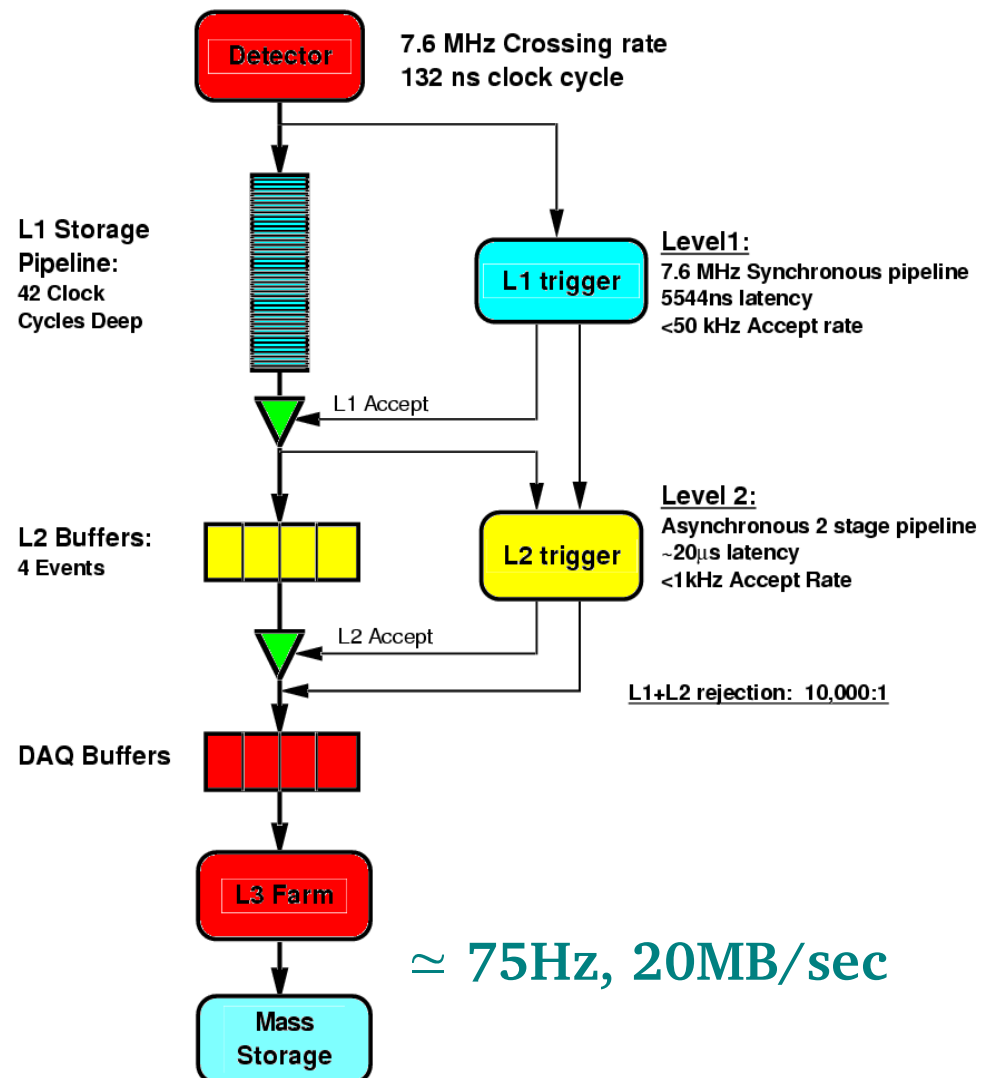 Detector
7.6 MHz Crossing rate
132 ns clock cycle
L1 Storage
Pipeline:
42 Clock
Cycles Deep
L1 trigger
Level1:
7.6 MHz Synchronous pipeline
5544ns latency
<50 kHz Accept rate
L1 Accept
L2 Buffers:
4 Events
L2 trigger
Level 2:
Asynchronous 2 stage pipeline
~20µs latency
<1kHz Accept Rate
L2 Accept
L1+L2 rejection: 10,000:1
DAQ Buffers
L3 Farm
≃ 75Hz, 20MB/sec
Mass
Storage